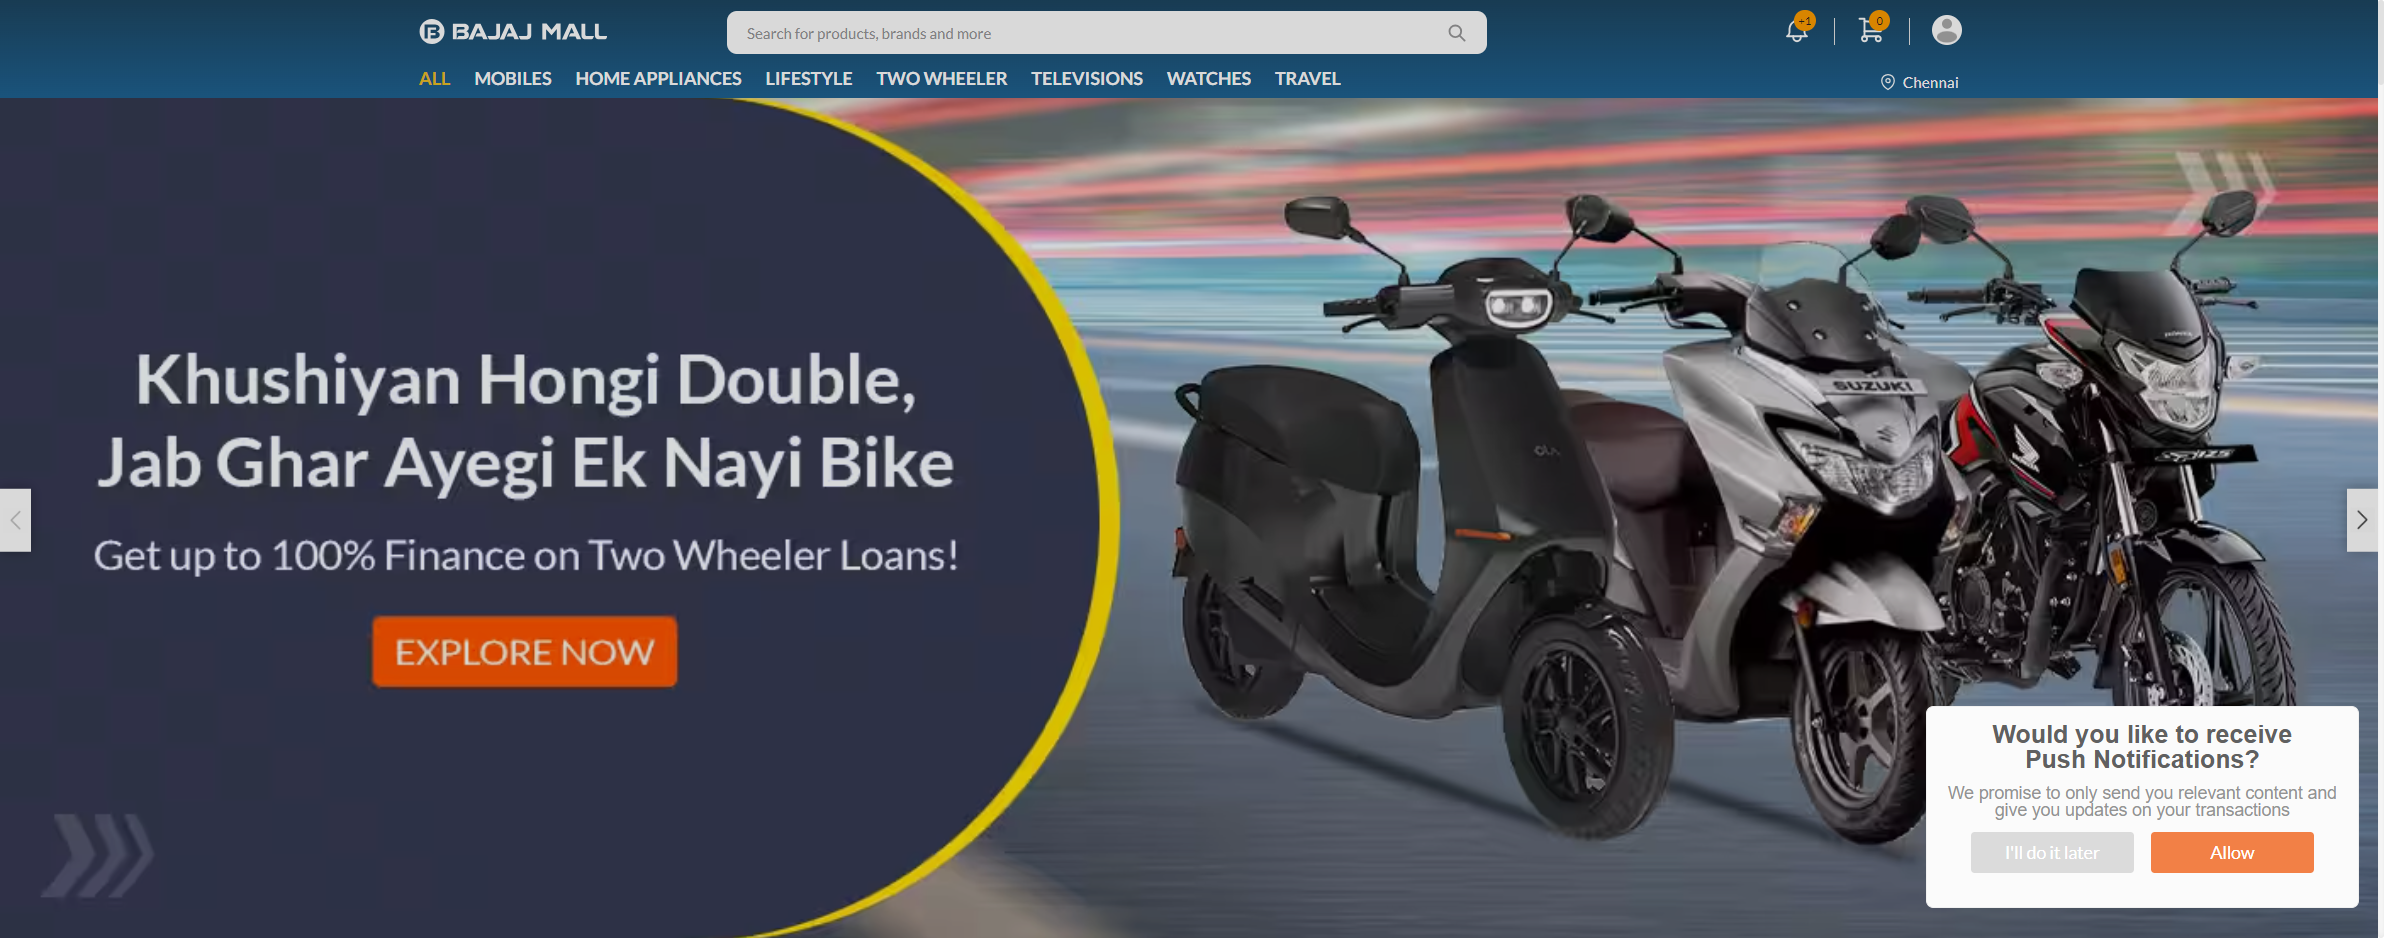 BAJAJ MALL
Search for products, brands and more
+1
0
ALL MOBILES HOME APPLIANCES LIFESTYLE TWO WHEELER TELEVISIONS WATCHES TRAVEL
Chennai
Khushiyan Hongi Double,
Jab Ghar Ayegi Ek Nayi Bike
Get up to 100% Finance on Two Wheeler Loans!
EXPLORE NOW
HONDA
SUZUKI
OLA
125
Would you like to receive
Push Notifications?
We promise to only send you relevant content and
give you updates on your transactions
I'll do it later
Allow